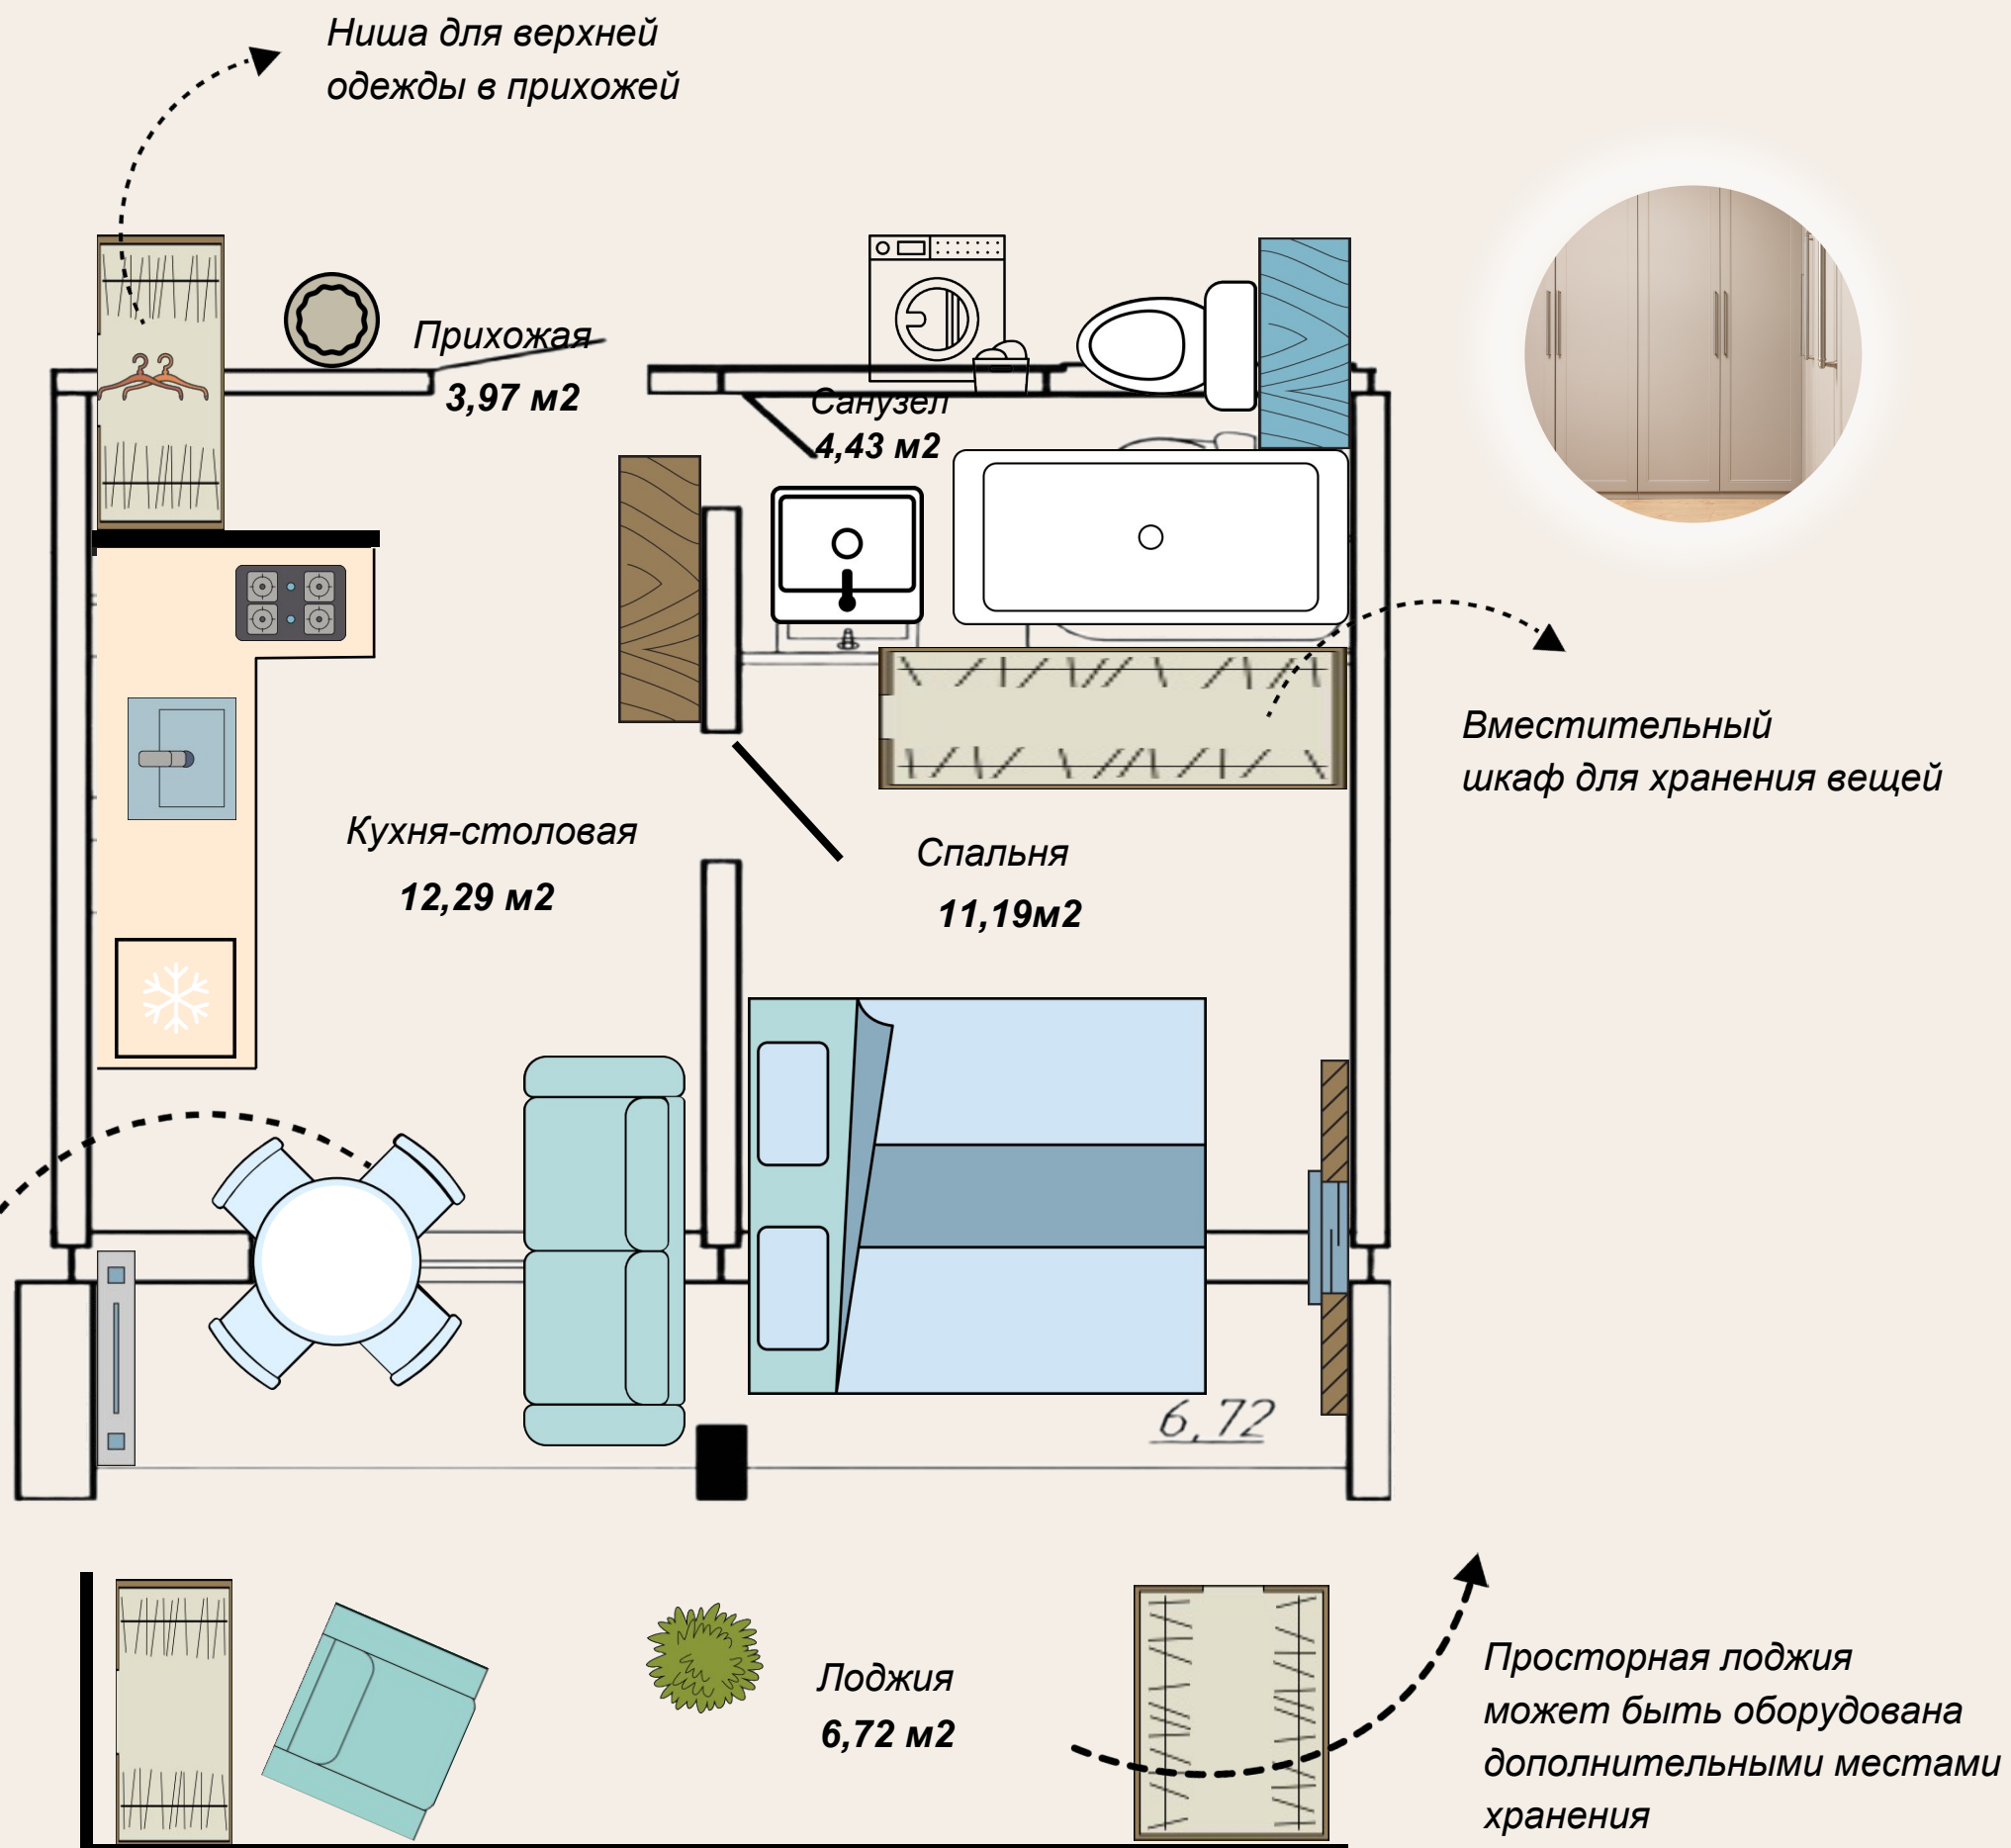 Ниша для верхней
одежды в прихожей
Прихожая
3,97 м2
Санузел
4,43 м2
Вместительный
шкаф для хранения вещей
Кухня-столовая
12,29 м2
Спальня
11,19м2
6,72
Лоджия
6,72 м2
Просторная лоджия
может быть оборудована
дополнительными местами
хранения